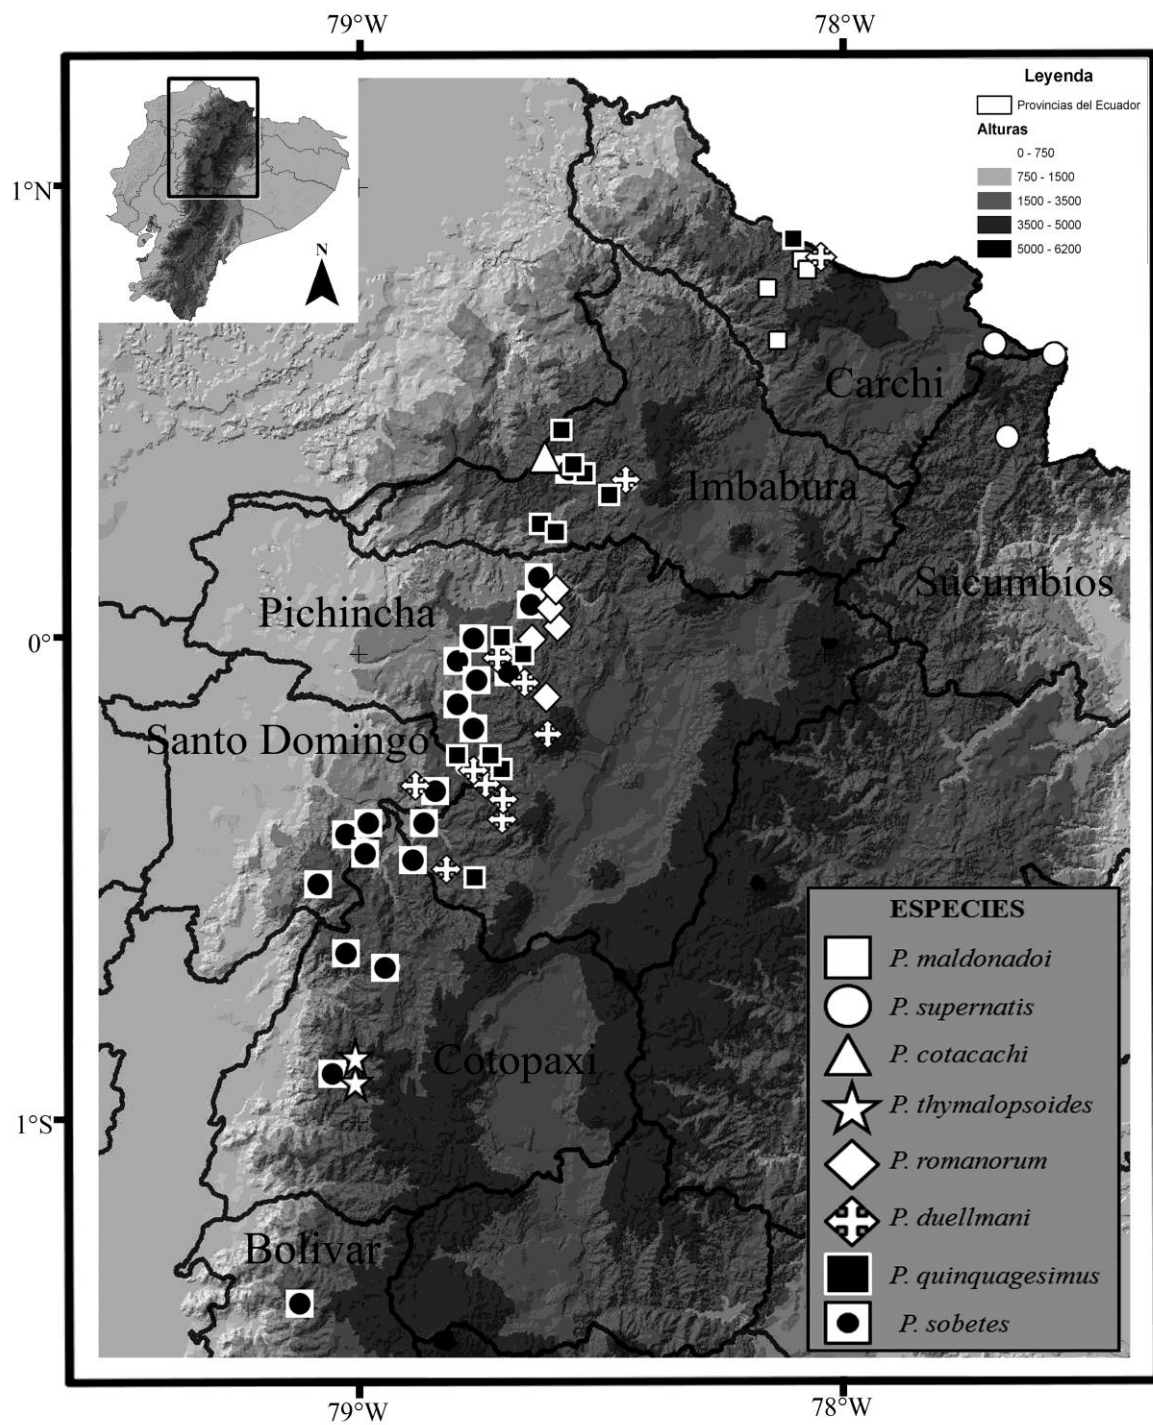 79°W
78°W
1°N
0°
1°S
79°W
78°W
N
Leyenda
Provincias del Ecuador
Alturas
0 - 750
750 - 1500
1500 - 3500
3500 - 5000
5000 - 6200
Carchi
Imbabura
Sucumbíos
Pichincha
Santo Domingo
Cotopaxi
Bolivar
ESPECIES
P. maldonadoi
P. supernatis
P. cotacachi
P. thymalopsoides
P. romanorum
P. duellmani
P. quinquagesimus
P. sobetes